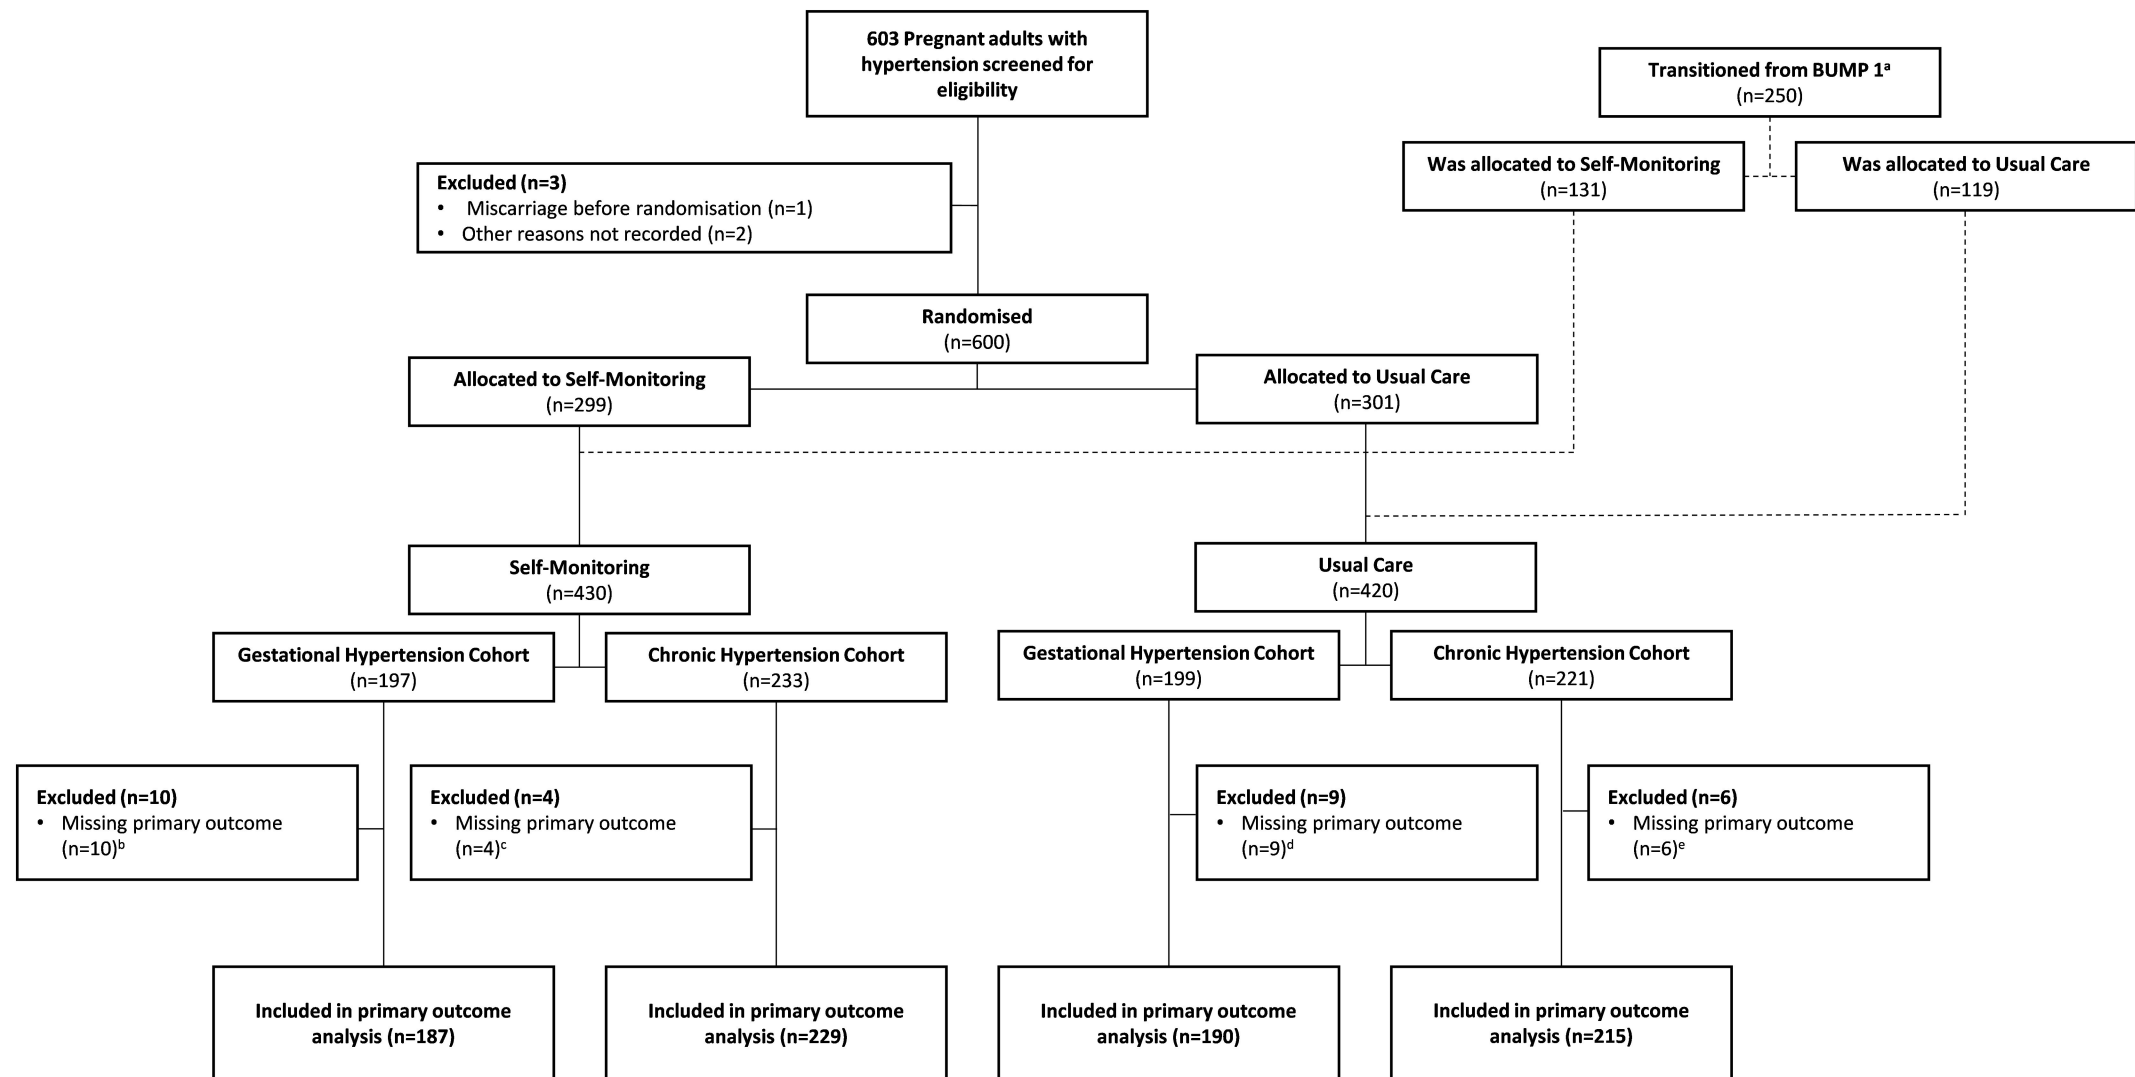 603 Pregnant adults with
hypertension screened for
eligibility
Transitioned from BUMP 1ᵃ
(n=250)
Was allocated to Self-Monitoring
(n=131)
Was allocated to Usual Care
(n=119)
Excluded (n=3)
• Miscarriage before randomisation (n=1)
• Other reasons not recorded (n=2)
Randomised
(n=600)
Allocated to Self-Monitoring
(n=299)
Allocated to Usual Care
(n=301)
Self-Monitoring
(n=430)
Usual Care
(n=420)
Gestational Hypertension Cohort
(n=197)
Chronic Hypertension Cohort
(n=233)
Gestational Hypertension Cohort
(n=199)
Chronic Hypertension Cohort
(n=221)
Excluded (n=10)
• Missing primary outcome
(n=10)ᵇ
Excluded (n=4)
• Missing primary outcome
(n=4)ᶜ
Excluded (n=9)
• Missing primary outcome
(n=9)ᵈ
Excluded (n=6)
• Missing primary outcome
(n=6)ᵉ
Included in primary outcome
analysis (n=187)
Included in primary outcome
analysis (n=229)
Included in primary outcome
analysis (n=190)
Included in primary outcome
analysis (n=215)